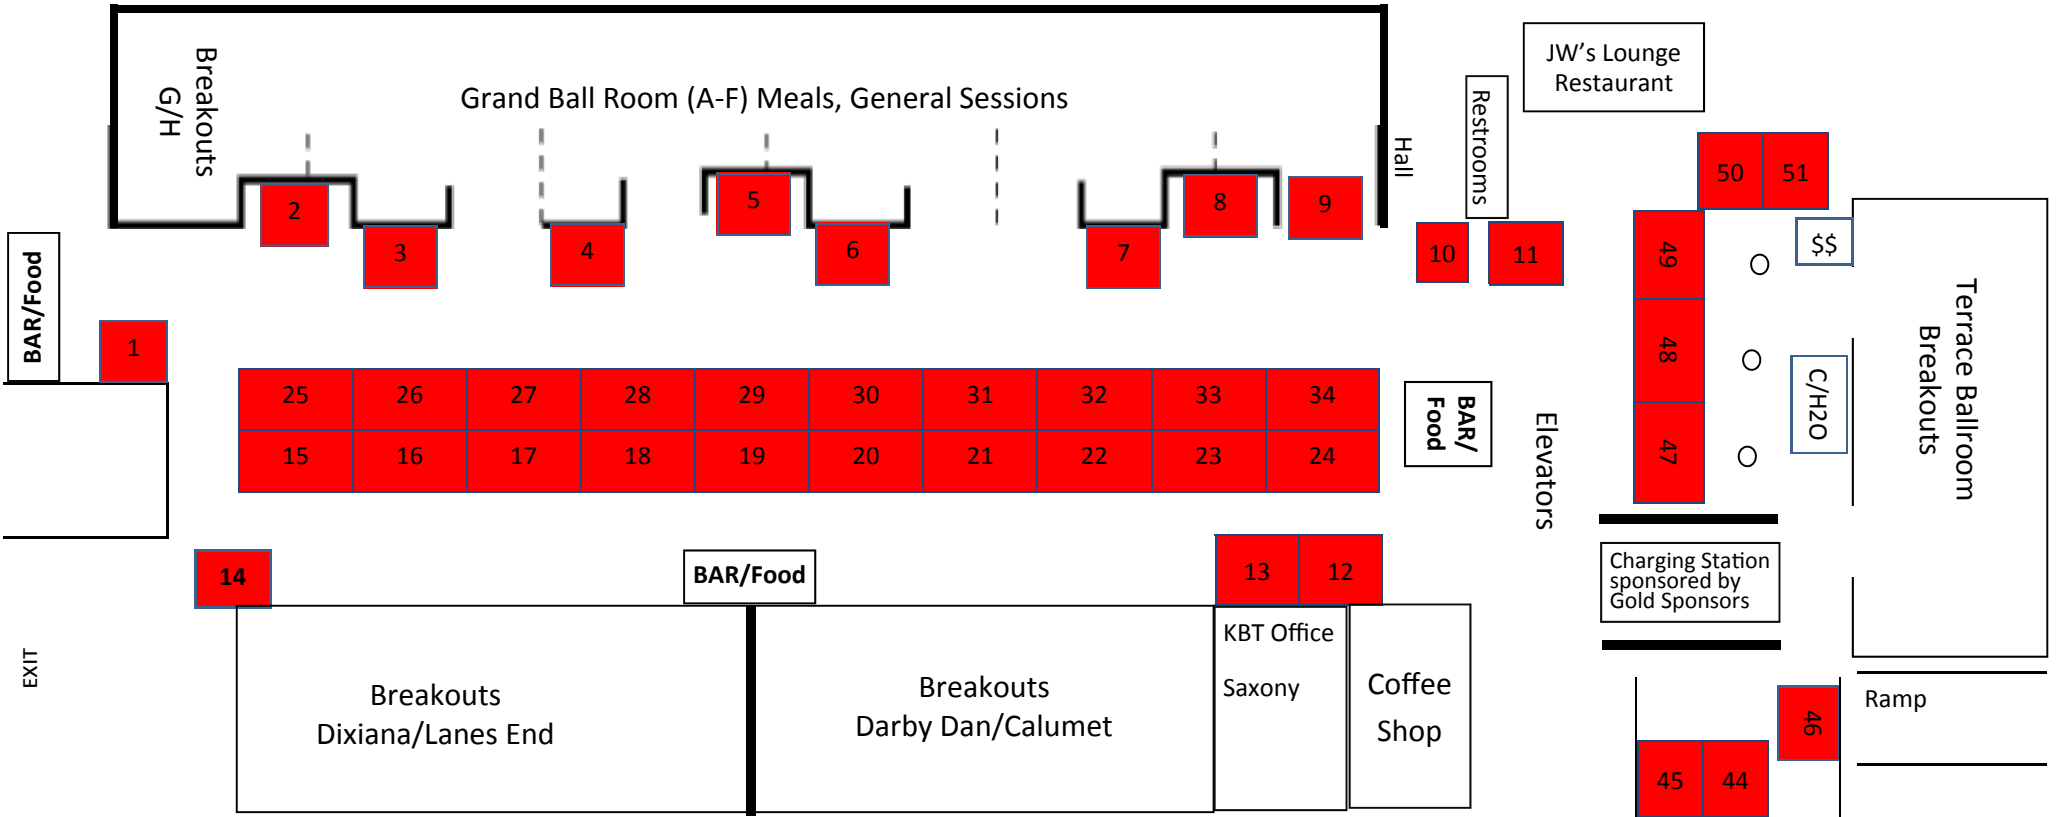 Breakouts
G/H
Grand Ball Room (A-F) Meals, General Sessions
Hall
Restrooms
JW's Lounge
Restaurant
50
51
2
3
4
5
6
7
8
9
10
11
49
$$
BAR/Food
1
48
C/H2O
Terrace Ballroom
Breakouts
25
26
27
28
29
30
31
32
33
34
15
16
17
18
19
20
21
22
23
24
BAR/
Food
Elevators
47
14
BAR/Food
13
12
Charging Station
sponsored by
Gold Sponsors
EXIT
Breakouts
Dixiana/Lanes End
Breakouts
Darby Dan/Calumet
KBT Office
Saxony
Coffee
Shop
46
Ramp
45
44